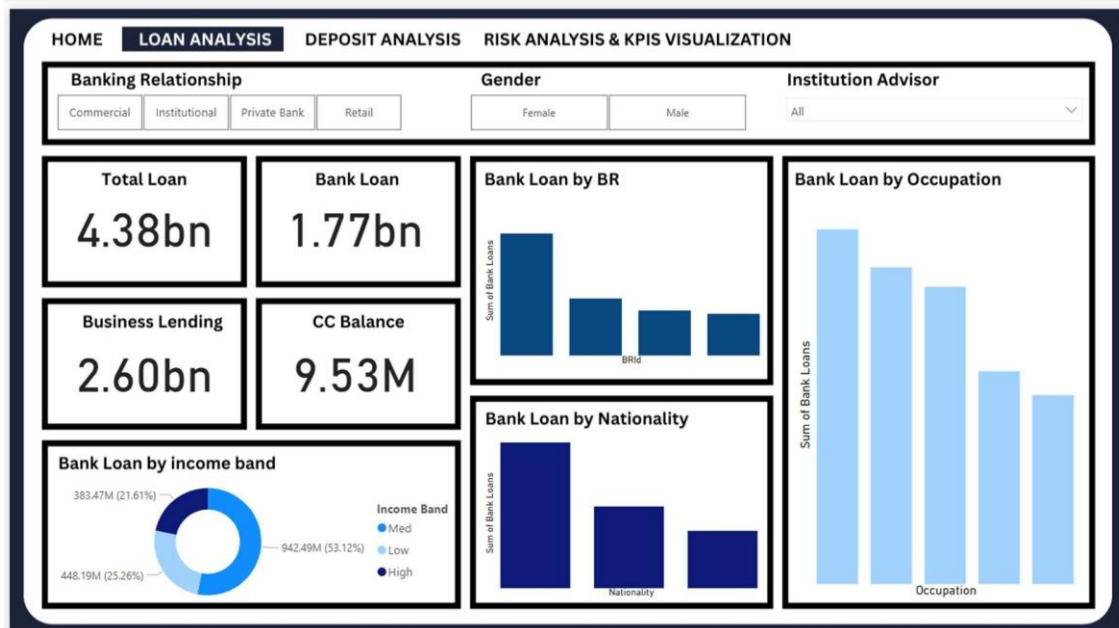 HOME LOAN ANALYSIS DEPOSIT ANALYSIS RISK ANALYSIS & KPIS VISUALIZATION
Banking Relationship
Commercial Institutional Private Bank Retail
Gender
Female Male
Institution Advisor
All
Total Loan
4.38bn
Bank Loan
1.77bn
Business Lending
2.60bn
CC Balance
9.53M
Bank Loan by income band
383.47M (21.61%)
942.49M (53.12%)
448.19M (25.26%)
Income Band
Med
Low
High
Bank Loan by BR
Sum of Bank Loans
BRId
Bank Loan by Nationality
Sum of Bank Loans
Nationality
Bank Loan by Occupation
Sum of Bank Loans
Occupation